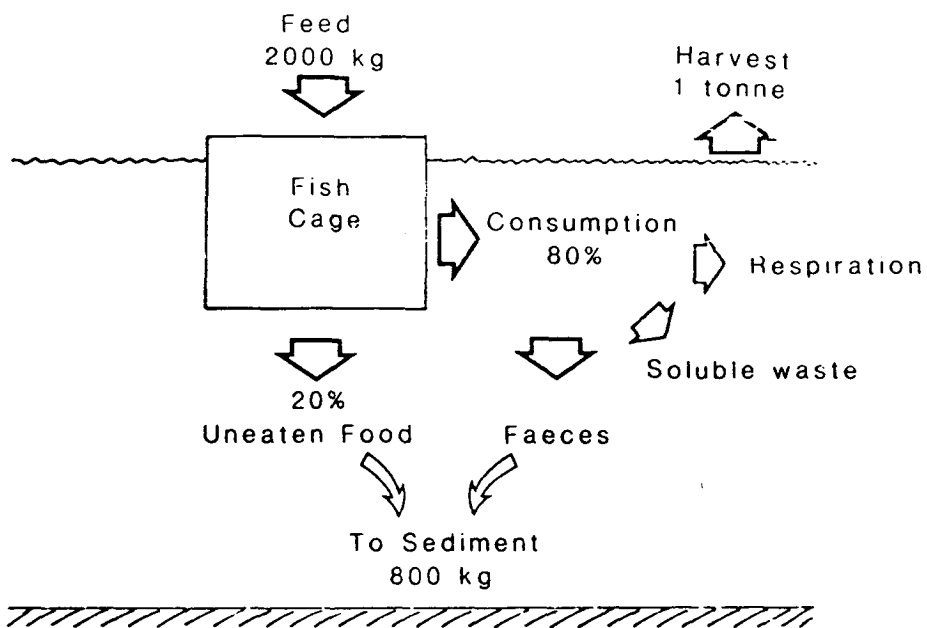 Feed
2000 kg
Harvest
1 tonne
Fish
Cage
Consumption
80%
Respiration
Soluble waste
20%
Uneaten Food
Faeces
To Sediment
800 kg